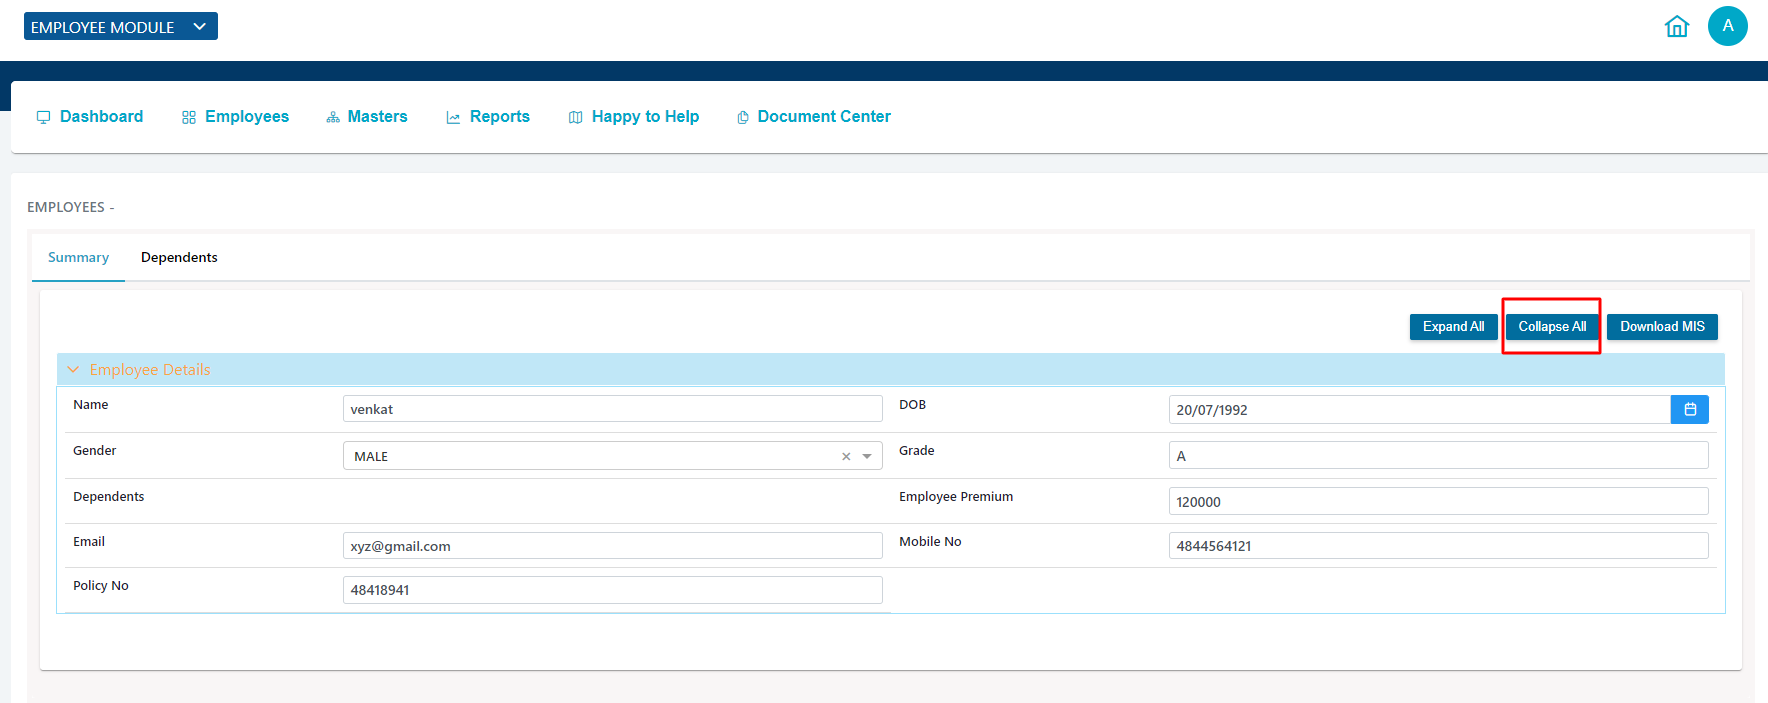 EMPLOYEE MODULE
A
Dashboard Employees Masters Reports Happy to Help Document Center
EMPLOYEES -
Summary Dependents
Expand All Collapse All Download MIS
Employee Details
Name venkat DOB 20/07/1992
Gender MALE Grade A
Dependents Employee Premium 120000
Email xyz@gmail.com Mobile No 4844564121
Policy No 48418941